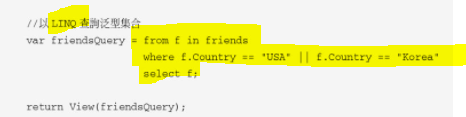 //以 LINQ 查詢泛型集合
var friendsQuery = from f in friends
where f.Country == "USA" || f.Country == "Korea"
select f;
return View(friendsQuery);